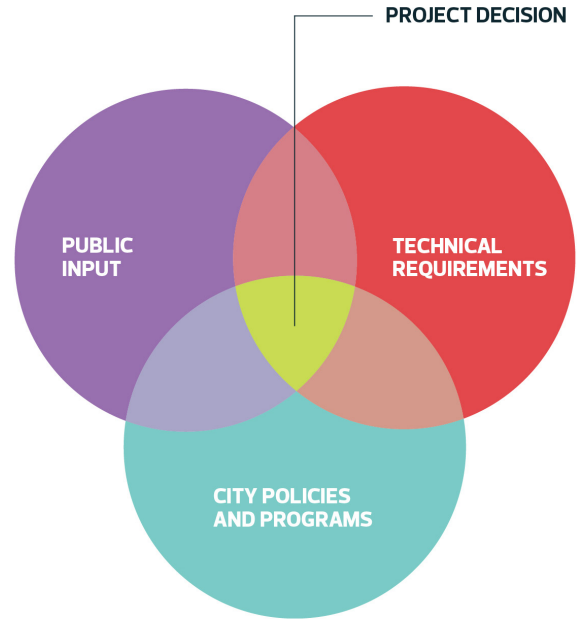 PROJECT DECISION
PUBLIC
INPUT
TECHNICAL
REQUIREMENTS
CITY POLICIES
AND PROGRAMS